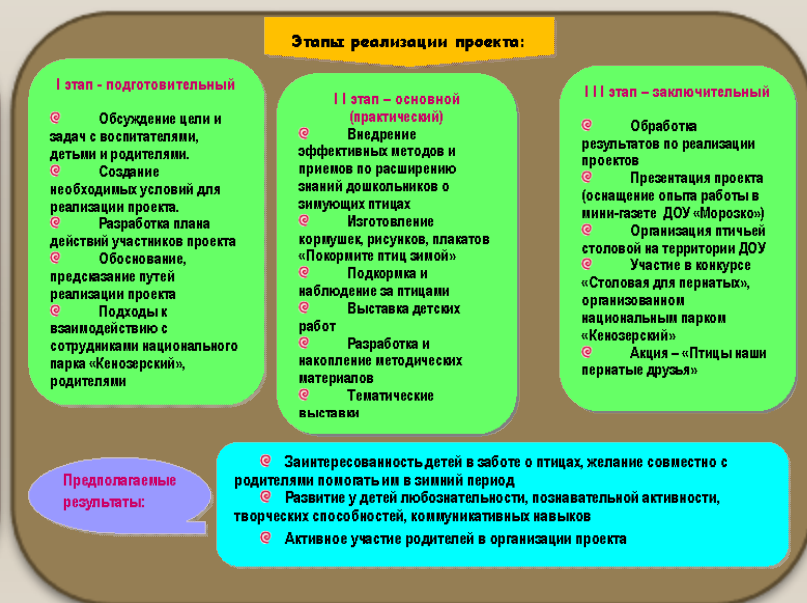 Этапы реализации проекта:
I этап - подготовительный
Обсуждение цели и
задач с воспитателями,
детьми и родителями.
Создание
необходимых условий для
реализации проекта.
Разработка плана
действий участников проекта
Обоснование,
предсказание путей
реализации проекта
Подходы к
взаимодействию с
сотрудниками национального
парка «Кенозерский»,
родителями
I I этап – основной
(практический)
Внедрение
эффективных методов и
приемов по расширению
знаний дошкольников о
зимующих птицах
Изготовление
кормушек, рисунков, плакатов
«Покормите птиц зимой»
Подкормка и
наблюдение за птицами
Выставка детских
работ
Разработка и
накопление методических
материалов
Тематические
выставки
I I I этап – заключительный
Обработка
результатов по реализации
проектов
Презентация проекта
(оснащение опыта работы в
мини-газете ДОУ «Морозко»)
Организация птичьей
столовой на территории ДОУ
Участие в конкурсе
«Столовая для пернатых»,
организованном
национальным парком
«Кенозерский»
Акция – «Птицы наши
пернатые друзья»
Предполагаемые
результаты:
Заинтересованность детей в заботе о птицах, желание совместно с
родителями помогать им в зимний период
Развитие у детей любознательности, познавательной активности,
творческих способностей, коммуникативных навыков
Активное участие родителей в организации проекта